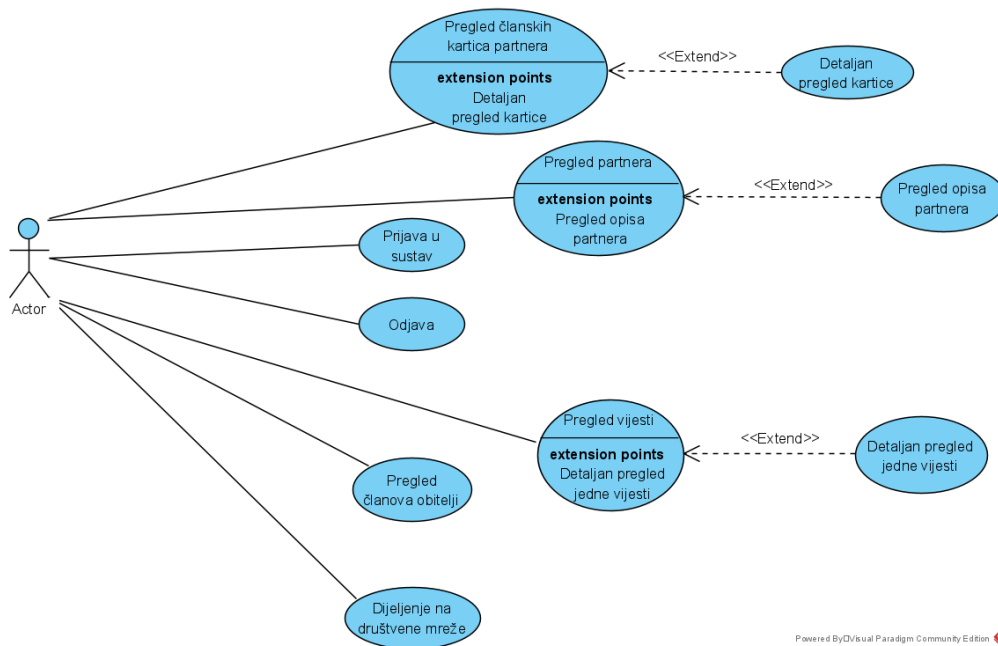 Pregled članskih
kartica partnera
extension points
Detaljan
pregled kartice
<<Extend>>
Detaljan
pregled kartice
Pregled partnera
extension points
Pregled opisa
partnera
<<Extend>>
Pregled opisa
partnera
Prijava u
sustav
Actor
Odjava
Pregled vijesti
extension points
Detaljan pregled
jedne vijesti
<<Extend>>
Detaljan pregled
jedne vijesti
Pregled
članova obitelji
Dijeljenje na
društvene mreže
Powered By Visual Paradigm Community Edition